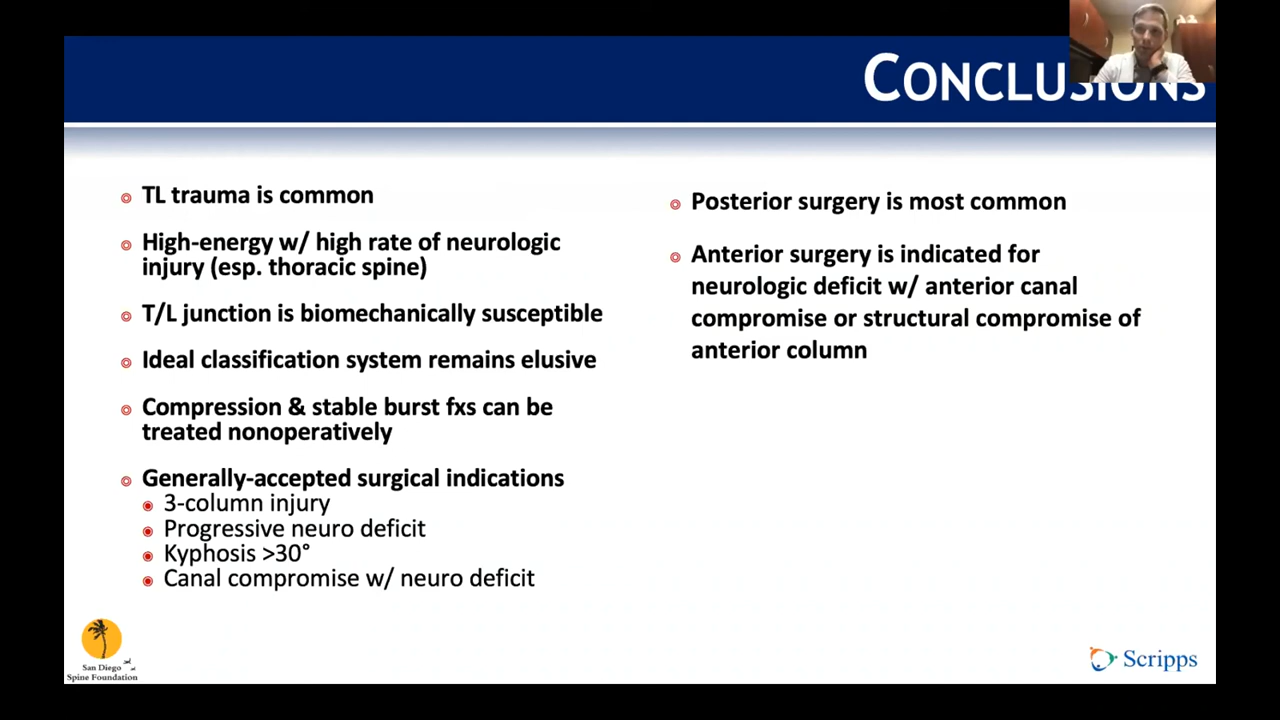 CONCLUSIONS
TL trauma is common
High-energy w/ high rate of neurologic
injury (esp. thoracic spine)
T/L junction is biomechanically susceptible
Ideal classification system remains elusive
Compression & stable burst fxs can be
treated nonoperatively
Generally-accepted surgical indications
3-column injury
Progressive neuro deficit
Kyphosis >30°
Canal compromise w/ neuro deficit
Posterior surgery is most common
Anterior surgery is indicated for
neurologic deficit w/ anterior canal
compromise or structural compromise of
anterior column
San Diego
Spine Foundation
Scripps